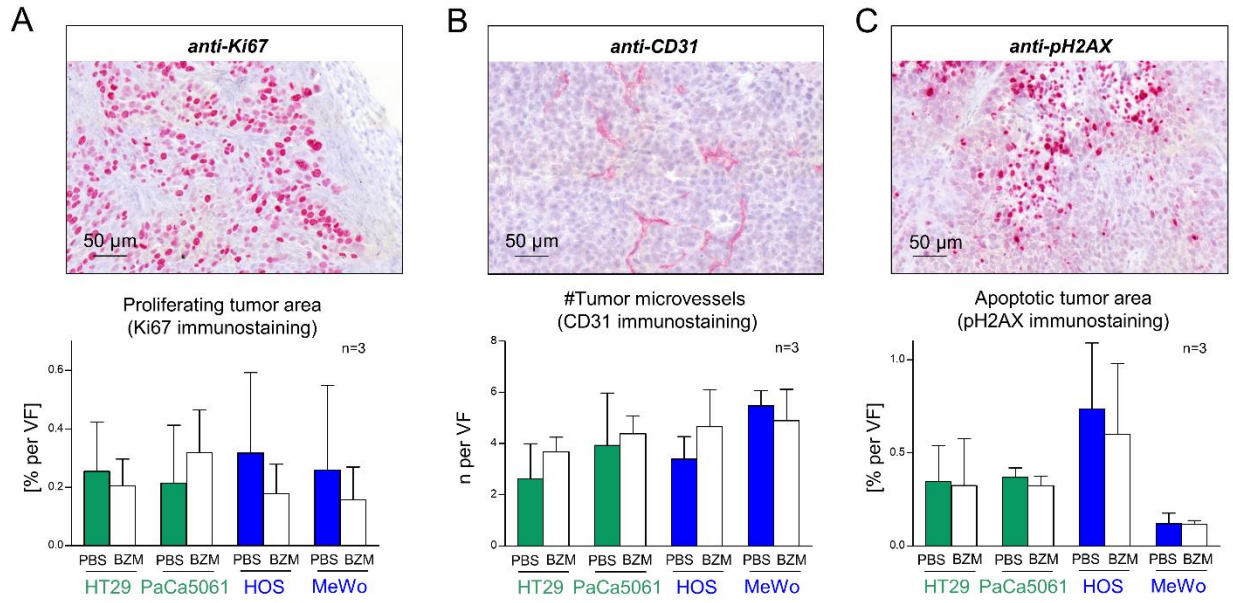 A
anti-Ki67
50 µm
Proliferating tumor area
(Ki67 immunostaining)
n=3
[% per VF]
0.6
0.4
0.2
0.0
PBS BZM PBS BZM PBS BZM PBS BZM
HT29 PaCa5061 HOS MeWo
B
anti-CD31
50 µm
#Tumor microvessels
(CD31 immunostaining)
n=3
n per VF
8
6
4
2
0
PBS BZM PBS BZM PBS BZM PBS BZM
HT29 PaCa5061 HOS MeWo
C
anti-pH2AX
50 µm
Apoptotic tumor area
(pH2AX immunostaining)
n=3
[% per VF]
1.0
0.5
0.0
PBS BZM PBS BZM PBS BZM PBS BZM
HT29 PaCa5061 HOS MeWo